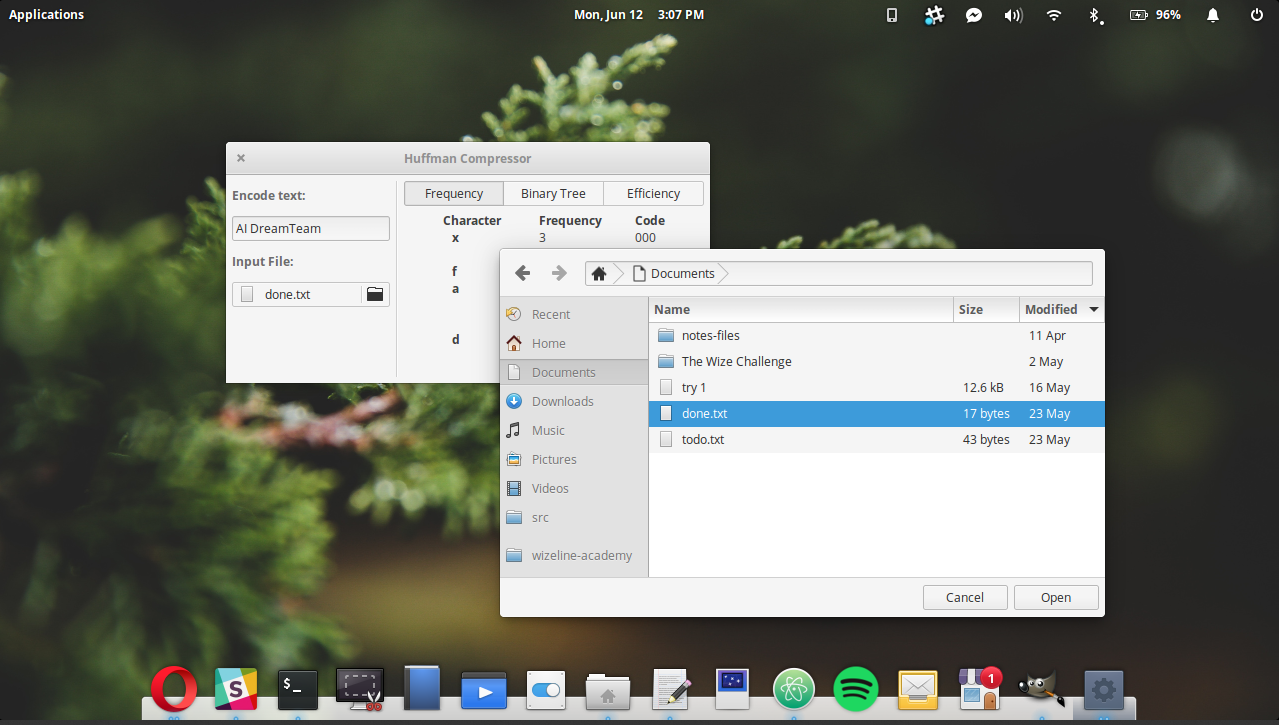 Applications
Mon, Jun 12 3:07 PM
96%
Huffman Compressor
Encode text:
AI DreamTeam
Input File:
done.txt
Frequency Binary Tree Efficiency
Character Frequency Code
x 3 000
f
a
d
Documents
Recent
Home
Documents
Downloads
Music
Pictures
Videos
src
wizeline-academy
Name Size Modified
notes-files 11 Apr
The Wize Challenge 2 May
try 1 12.6 kB 16 May
done.txt 17 bytes 23 May
todo.txt 43 bytes 23 May
Cancel Open
S
$_
1